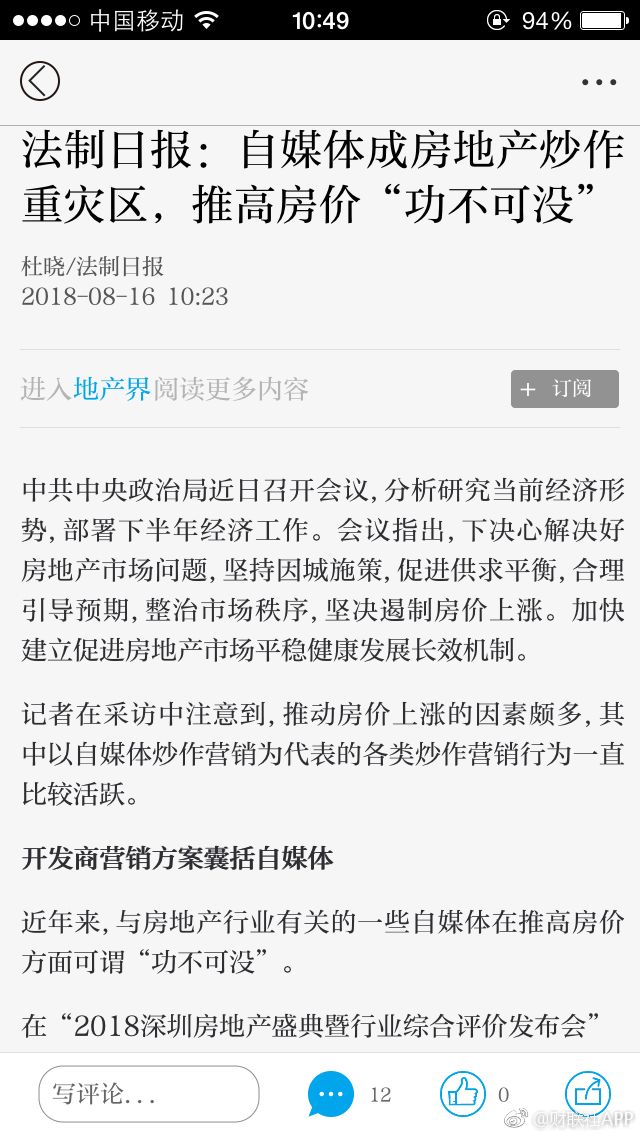 中国移动 10:49 94%
法制日报：自媒体成房地产炒作
重灾区，推高房价“功不可没”
杜晓/法制日报
2018-08-16 10:23
进入地产界阅读更多内容
+ 订阅
中共中央政治局近日召开会议,分析研究当前经济形
势,部署下半年经济工作。会议指出,下决心解决好
房地产市场问题,坚持因城施策,促进供求平衡,合理
引导预期,整治市场秩序,坚决遏制房价上涨。加快
建立促进房地产市场平稳健康发展长效机制。
记者在采访中注意到,推动房价上涨的因素颇多,其
中以自媒体炒作营销为代表的各类炒作营销行为一直
比较活跃。
开发商营销方案囊括自媒体
近年来,与房地产行业有关的一些自媒体在推高房价
方面可谓“功不可没”。
在“2018深圳房地产盛典暨行业综合评价发布会”
写评论... 12 0
@财联社APP